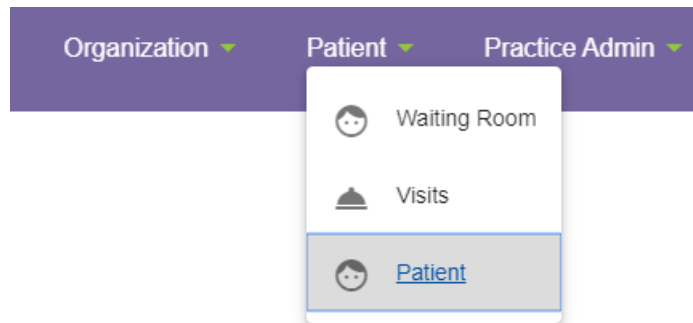 Organization Patient Practice Admin
Waiting Room
Visits
Patient